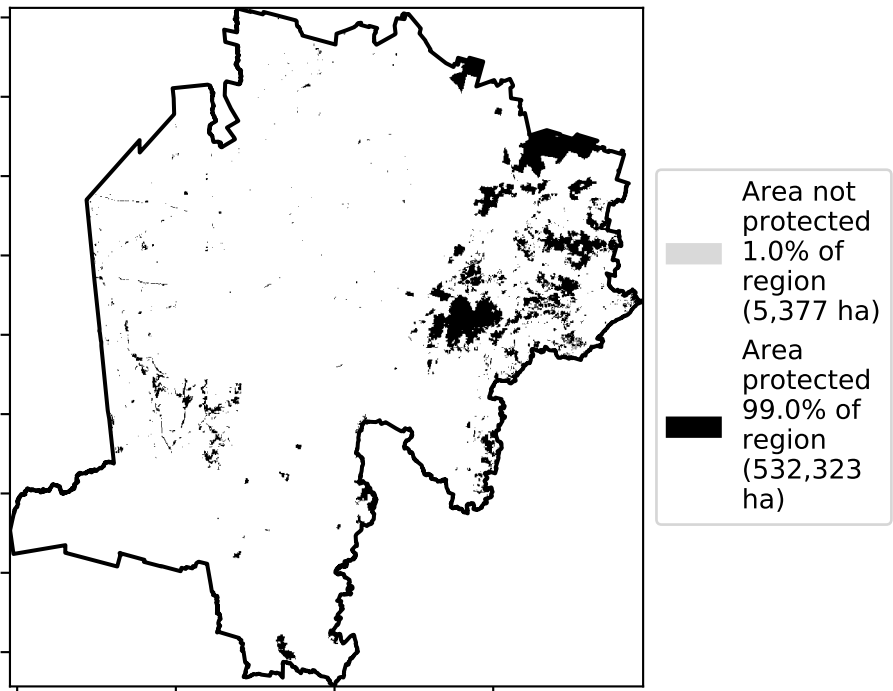 Area not
protected
1.0% of
region
(5,377 ha)
Area
protected
99.0% of
region
(532,323
ha)